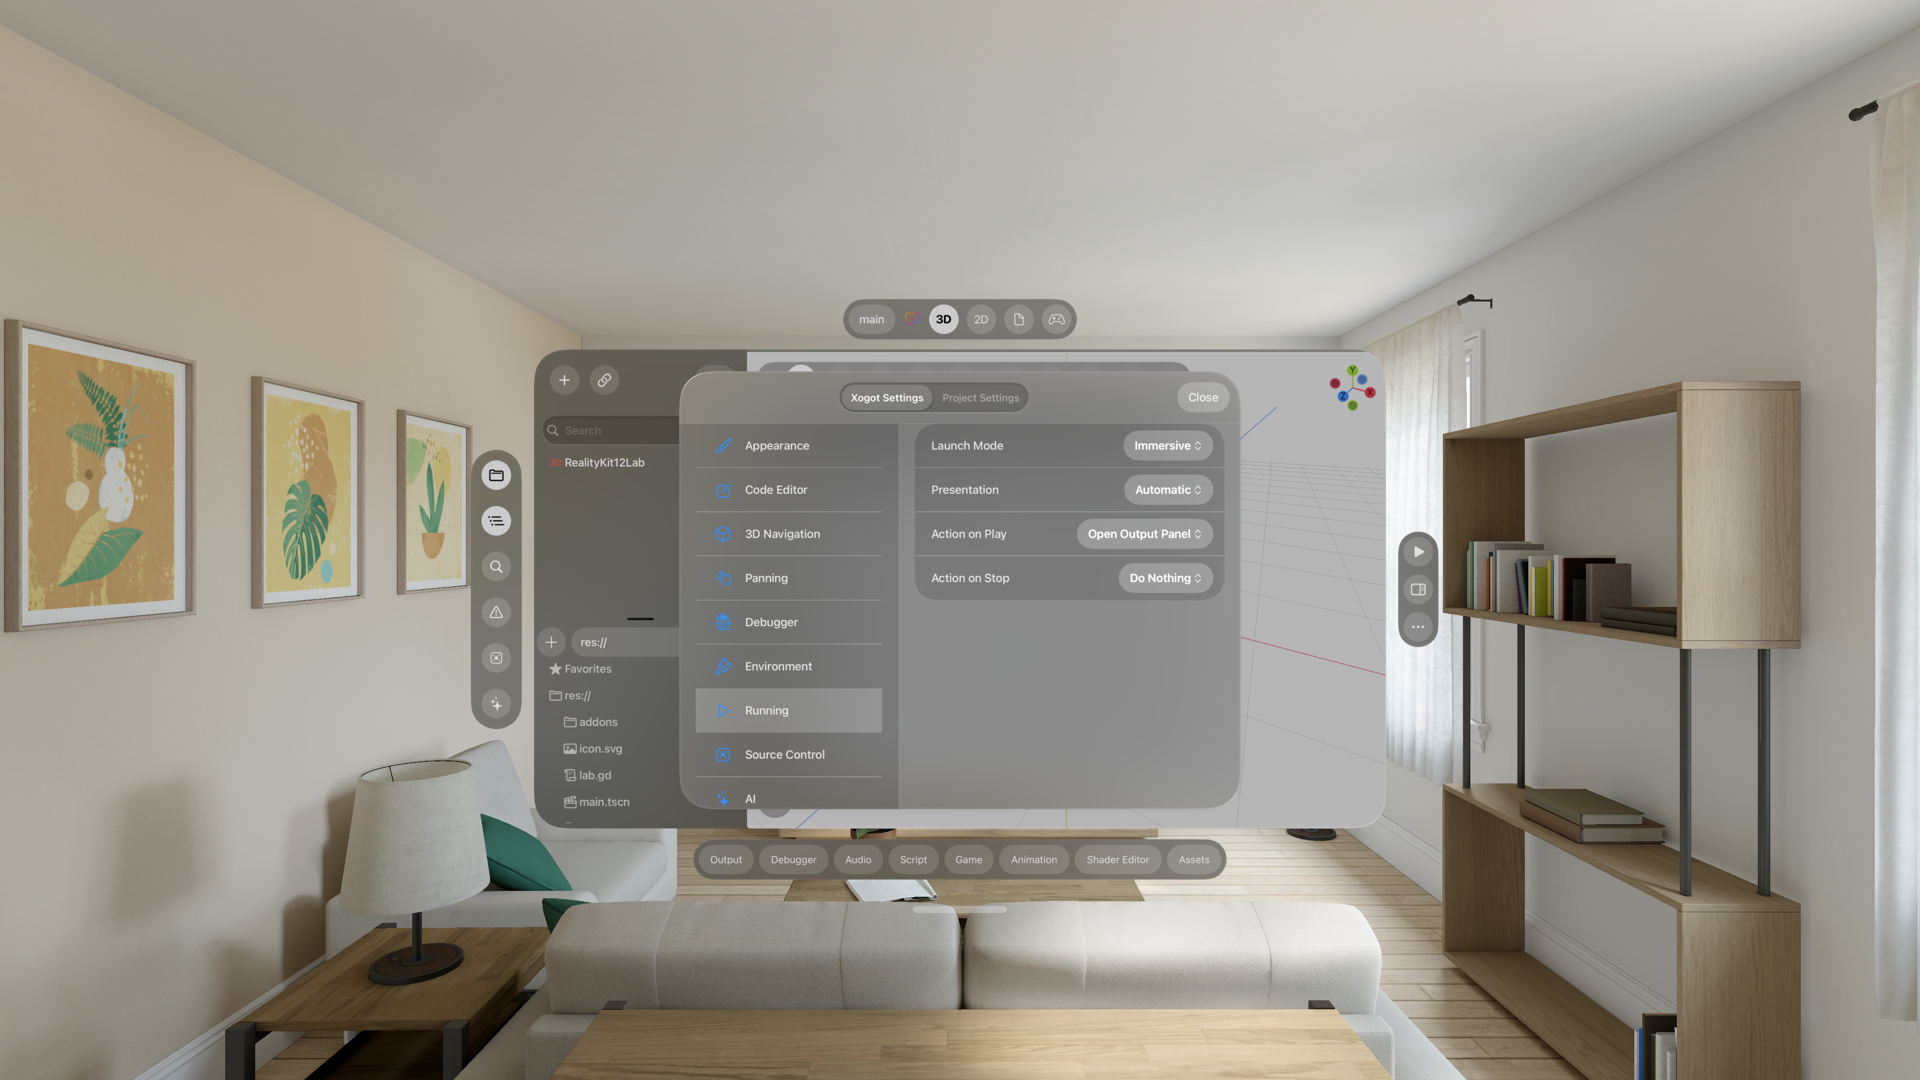 main 3D 2D
Xogot Settings Project Settings Close
Search
3D RealityKit12Lab
res://
Favorites
res://
addons
icon.svg
lab.gd
main.tscn
Appearance
Code Editor
3D Navigation
Panning
Debugger
Environment
Running
Source Control
AI
Launch Mode Immersive
Presentation Automatic
Action on Play Open Output Panel
Action on Stop Do Nothing
Y
X
Z
Output Debugger Audio Script Game Animation Shader Editor Assets